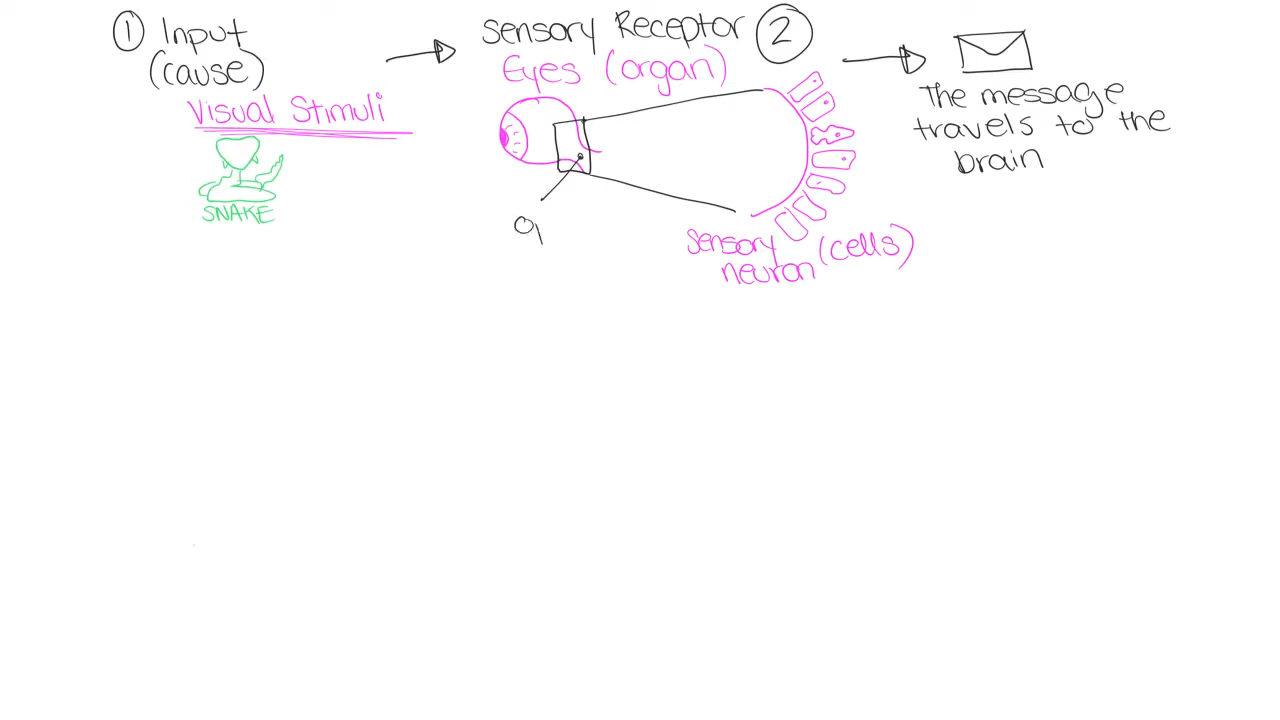 ① Input
(cause)
Visual Stimuli
SNAKE
Sensory Receptor ②
Eyes (organ)
sensory (cells)
neuron
The message
travels to the
brain